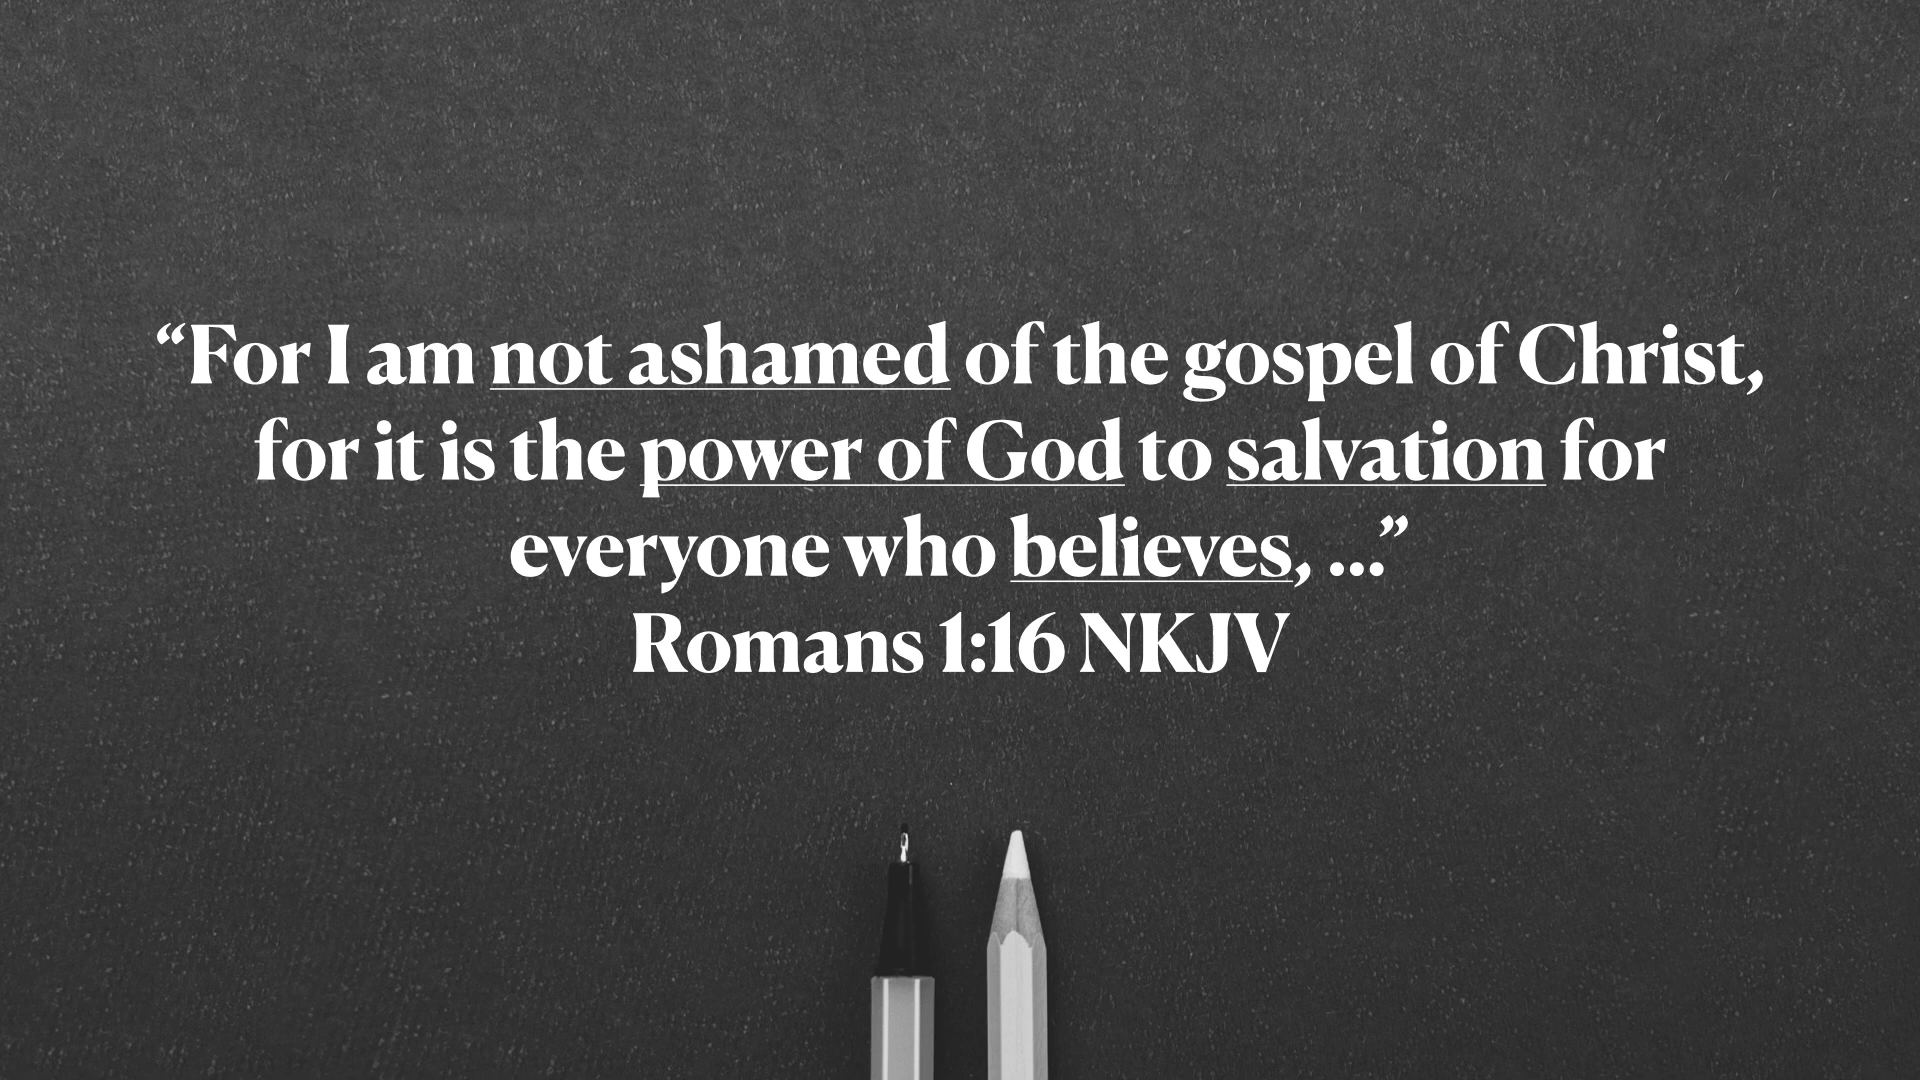 “For I am not ashamed of the gospel of Christ,
for it is the power of God to salvation for
everyone who believes, ...”
Romans 1:16 NKJV